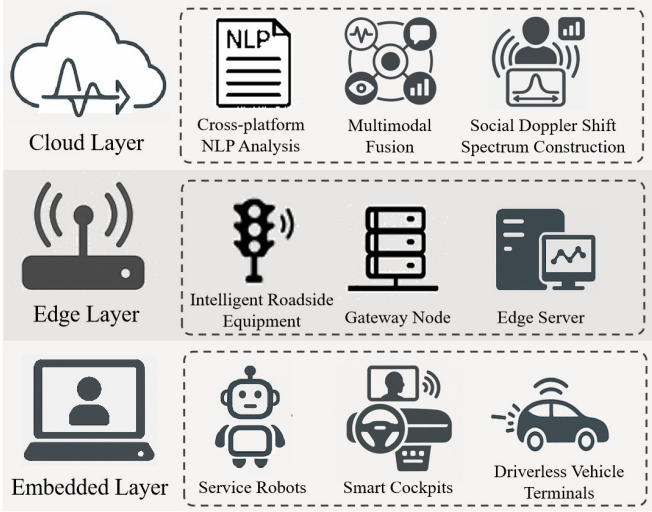 NLP
Cross-platform
NLP Analysis
Multimodal
Fusion
Social Doppler Shift
Spectrum Construction
Cloud Layer
Intelligent Roadside
Equipment
Gateway Node
Edge Server
Edge Layer
Service Robots
Smart Cockpits
Driverless Vehicle
Terminals
Embedded Layer